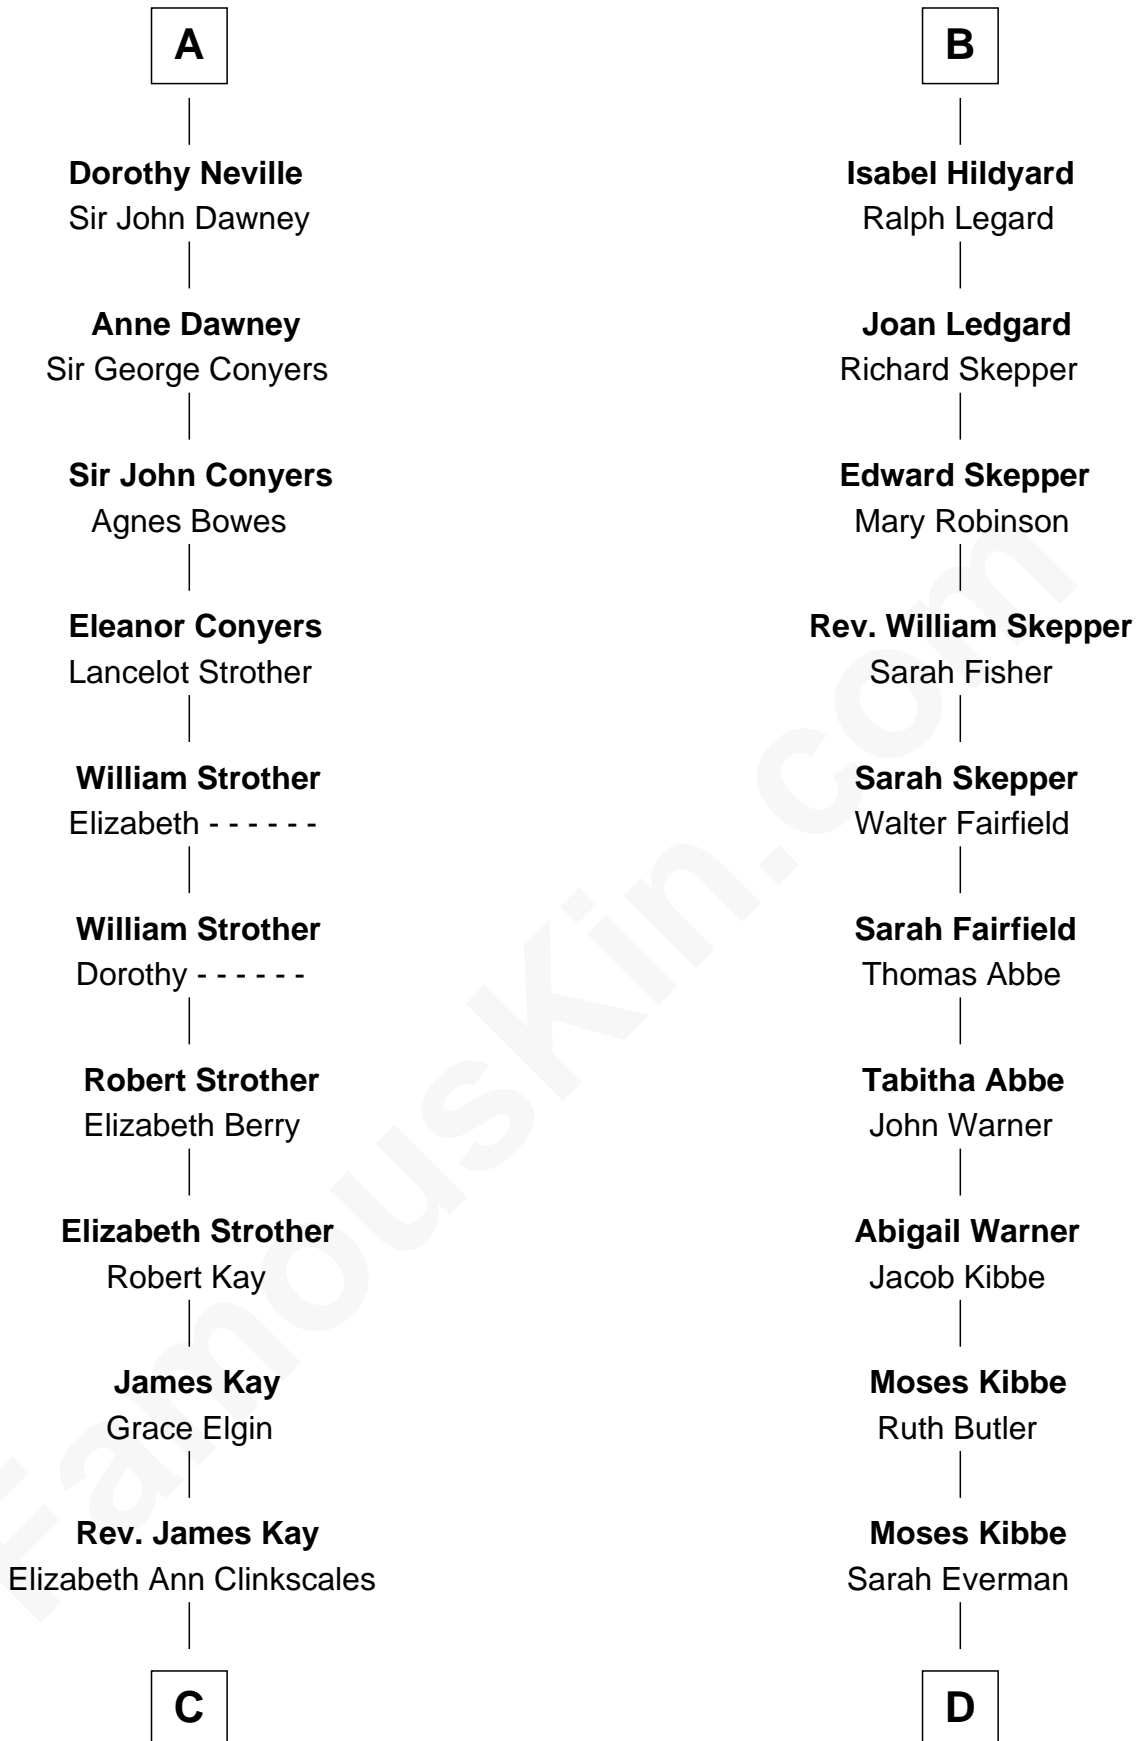 A
Dorothy Neville
Sir John Dawney
Anne Dawney
Sir George Conyers
Sir John Conyers
Agnes Bowes
Eleanor Conyers
Lancelot Strother
William Strother
Elizabeth - - - - - -
William Strother
Dorothy - - - - - -
Robert Strother
Elizabeth Berry
Elizabeth Strother
Robert Kay
James Kay
Grace Elgin
Rev. James Kay
Elizabeth Ann Clinkscales
C
B
Isabel Hildyard
Ralph Legard
Joan Ledgard
Richard Skepper
Edward Skepper
Mary Robinson
Rev. William Skepper
Sarah Fisher
Sarah Skepper
Walter Fairfield
Sarah Fairfield
Thomas Abbe
Tabitha Abbe
John Warner
Abigail Warner
Jacob Kibbe
Moses Kibbe
Ruth Butler
Moses Kibbe
Sarah Everman
D
FamousKin.com